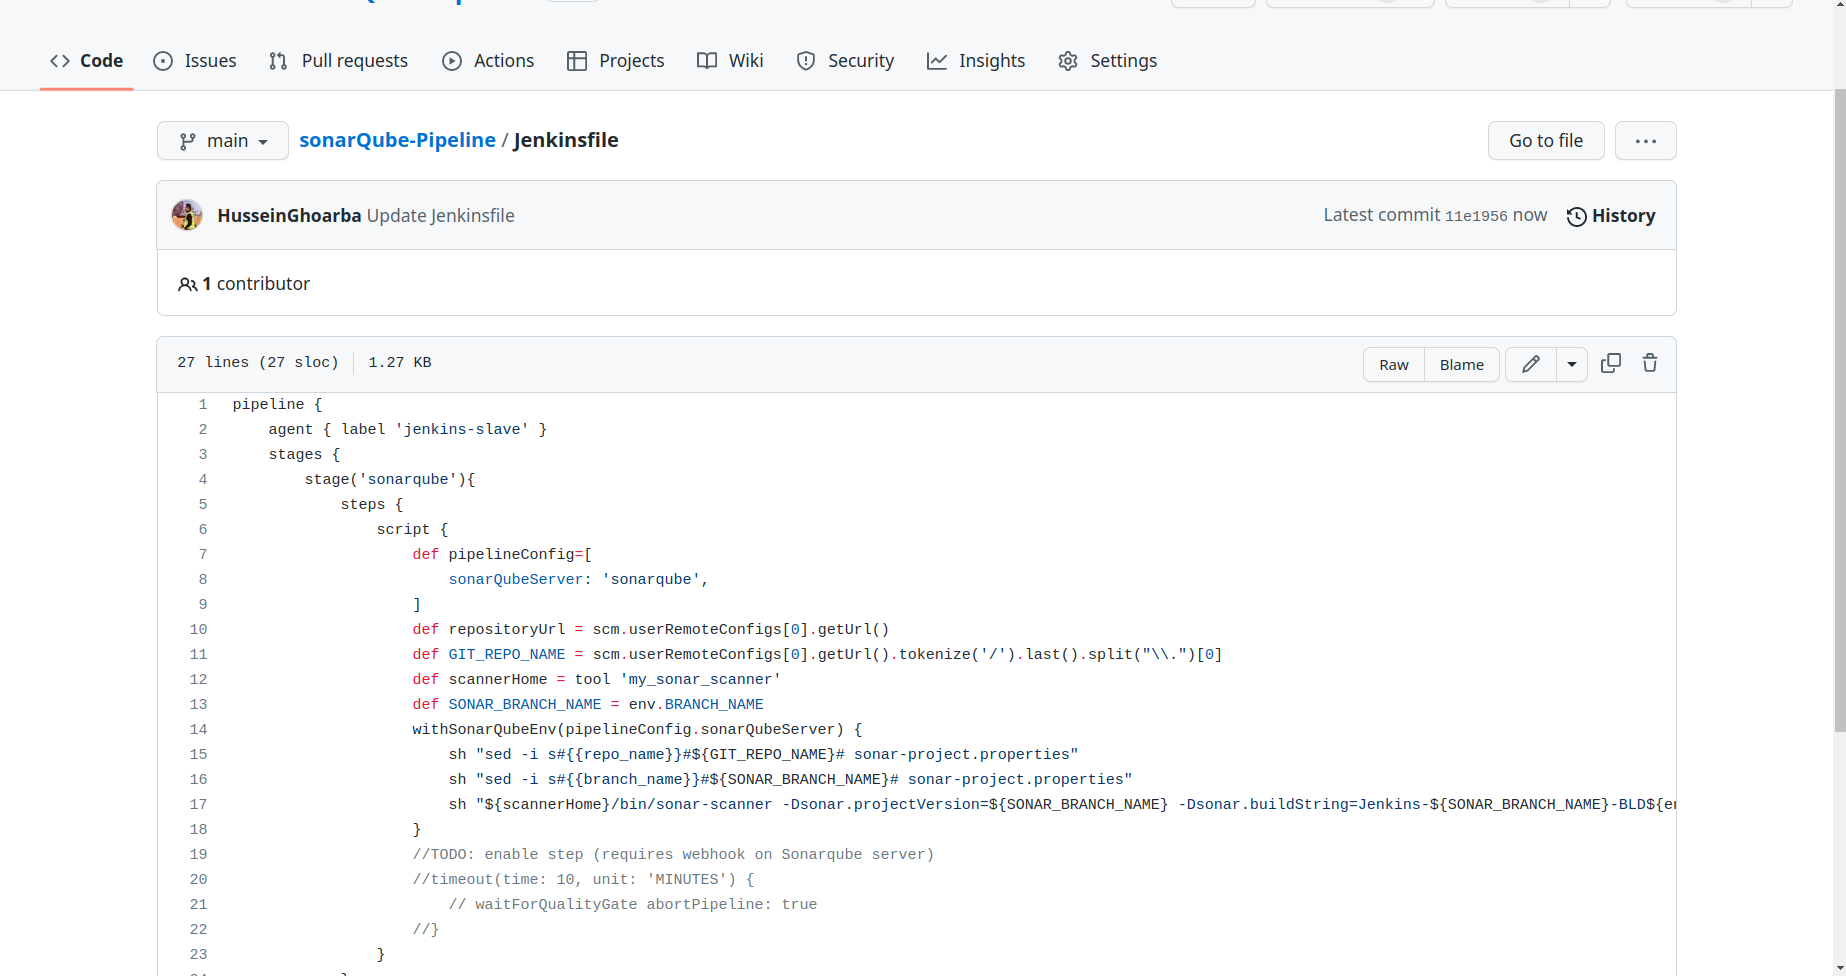 Code Issues Pull requests Actions Projects Wiki Security Insights Settings
main sonarQube-Pipeline / Jenkinsfile Go to file ...
HusseinGhoarba Update Jenkinsfile Latest commit 11e1956 now History
1 contributor
27 lines (27 sloc) 1.27 KB Raw Blame
1 pipeline {
2 agent { label 'jenkins-slave' }
3 stages {
4 stage('sonarqube'){
5 steps {
6 script {
7 def pipelineConfig=[
8 sonarQubeServer: 'sonarqube',
9 ]
10 def repositoryUrl = scm.userRemoteConfigs[0].getUrl()
11 def GIT_REPO_NAME = scm.userRemoteConfigs[0].getUrl().tokenize('/').last().split("\\.")[0]
12 def scannerHome = tool 'my_sonar_scanner'
13 def SONAR_BRANCH_NAME = env.BRANCH_NAME
14 withSonarQubeEnv(pipelineConfig.sonarQubeServer) {
15 sh "sed -i s#{{repo_name}}#${GIT_REPO_NAME}# sonar-project.properties"
16 sh "sed -i s#{{branch_name}}#${SONAR_BRANCH_NAME}# sonar-project.properties"
17 sh "${scannerHome}/bin/sonar-scanner -Dsonar.projectVersion=${SONAR_BRANCH_NAME} -Dsonar.buildString=Jenkins-${SONAR_BRANCH_NAME}-BLD${
18 }
19 //TODO: enable step (requires webhook on Sonarqube server)
20 //timeout(time: 10, unit: 'MINUTES') {
21 // waitForQualityGate abortPipeline: true
22 //}
23 }